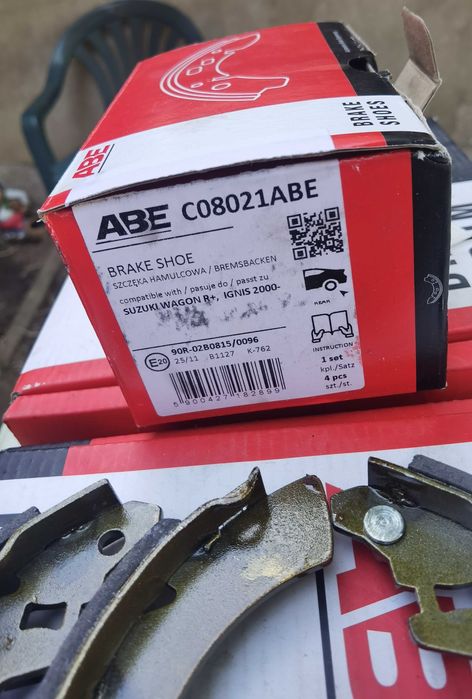 ABE
BRAKE
SHOES
ABE C08021ABE
BRAKE SHOE
SZCZĘKA HAMULCOWA / BREMSBACKEN
compatible with / pasuje do / passt zu
SUZUKI WAGON R+, IGNIS 2000-
REAR
90R-02B0815/0096
E20 25/11 B1127 K-762
INSTRUCTION
1 set
kpl./Satz
4 pcs
szt./st.
5900427182899
ABE